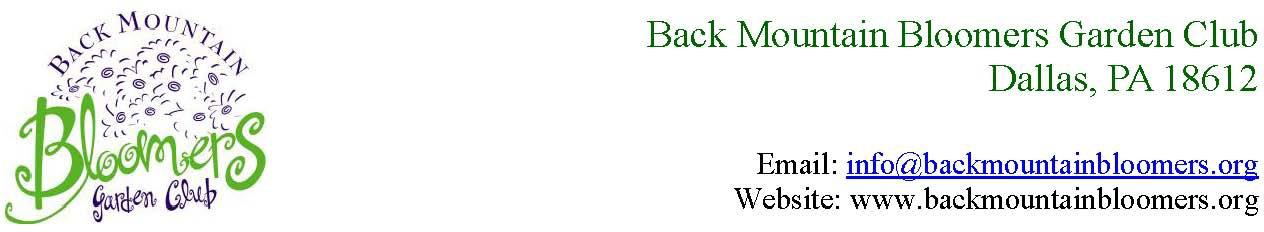 BACK MOUNTAIN
Bloomers
Garden Club
Back Mountain Bloomers Garden Club
Dallas, PA 18612
Email: info@backmountainbloomers.org
Website: www.backmountainbloomers.org